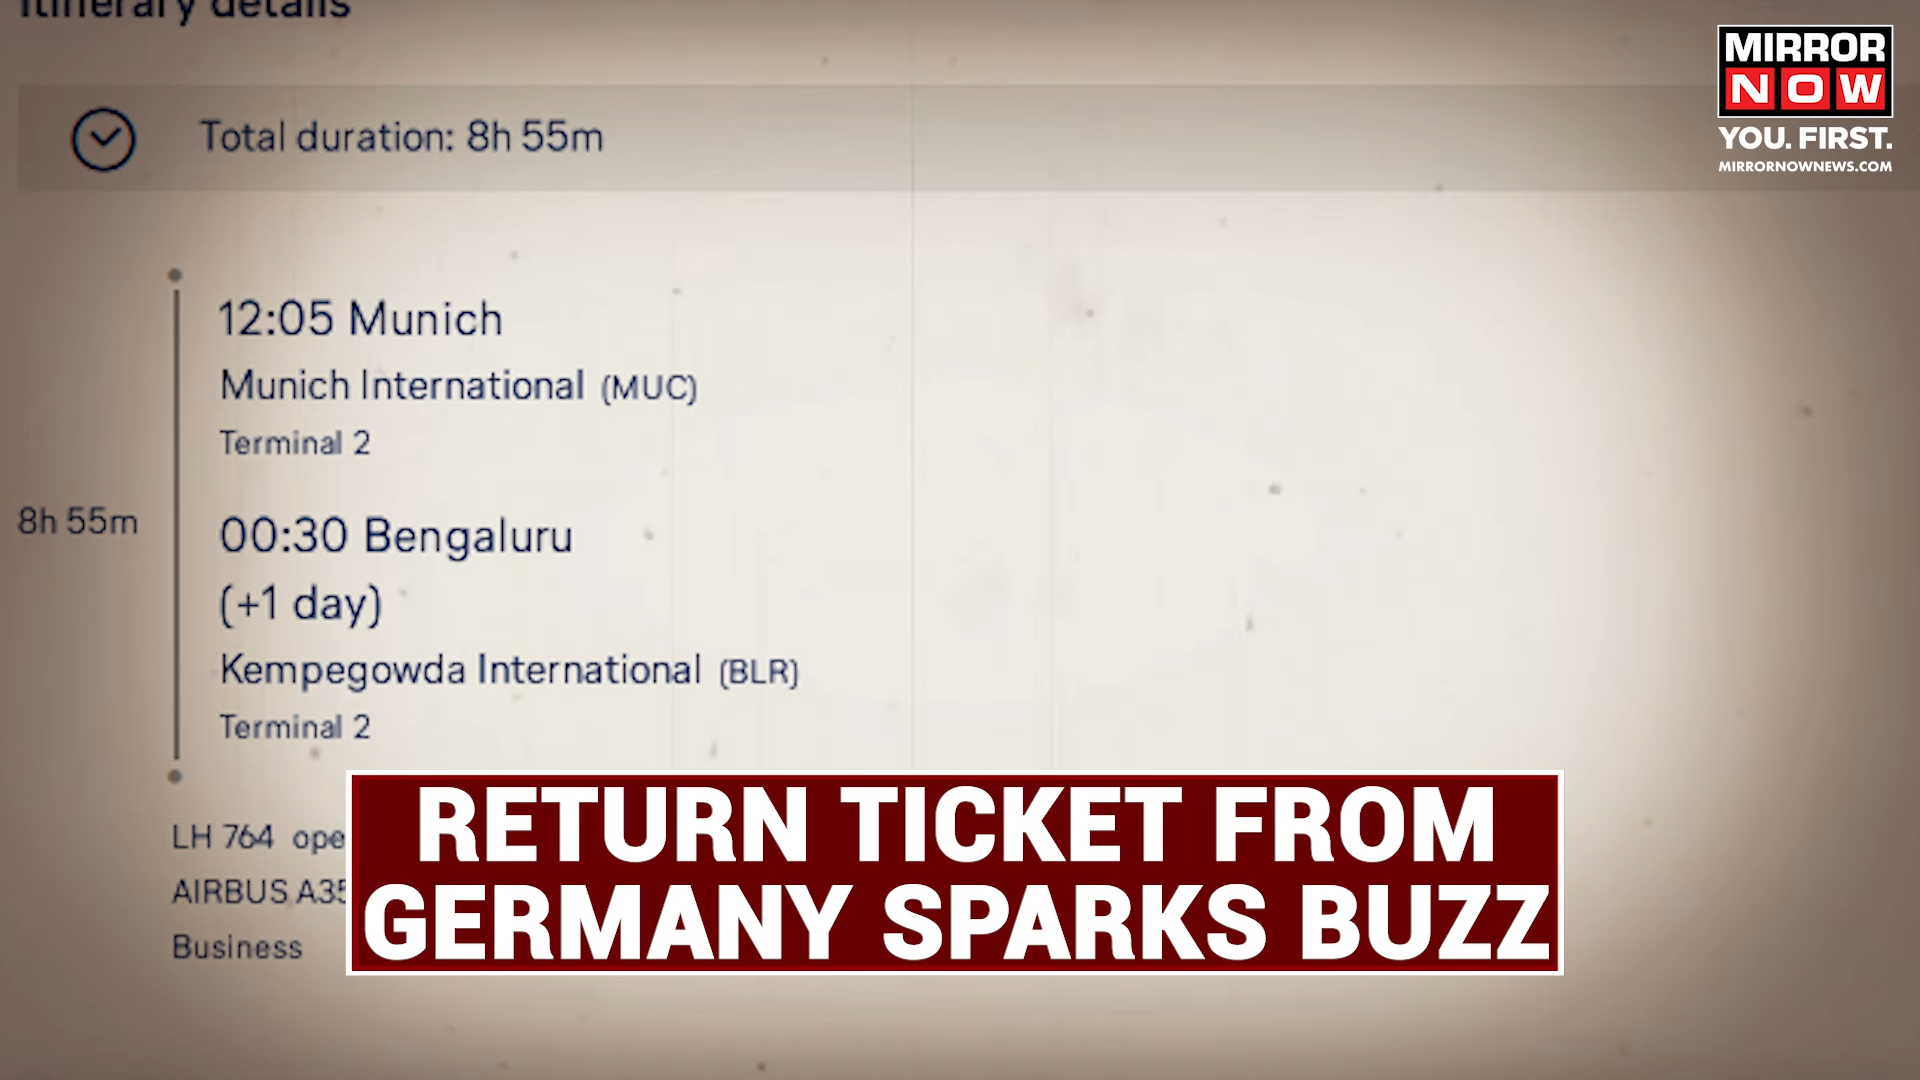 Itinerary details
MIRROR
NOW
YOU. FIRST.
MIRRORNOWNEWS.COM
Total duration: 8h 55m
12:05 Munich
Munich International (MUC)
Terminal 2
8h 55m
00:30 Bengaluru
(+1 day)
Kempegowda International (BLR)
Terminal 2
LH 764 ope
AIRBUS A35
Business
RETURN TICKET FROM
GERMANY SPARKS BUZZ